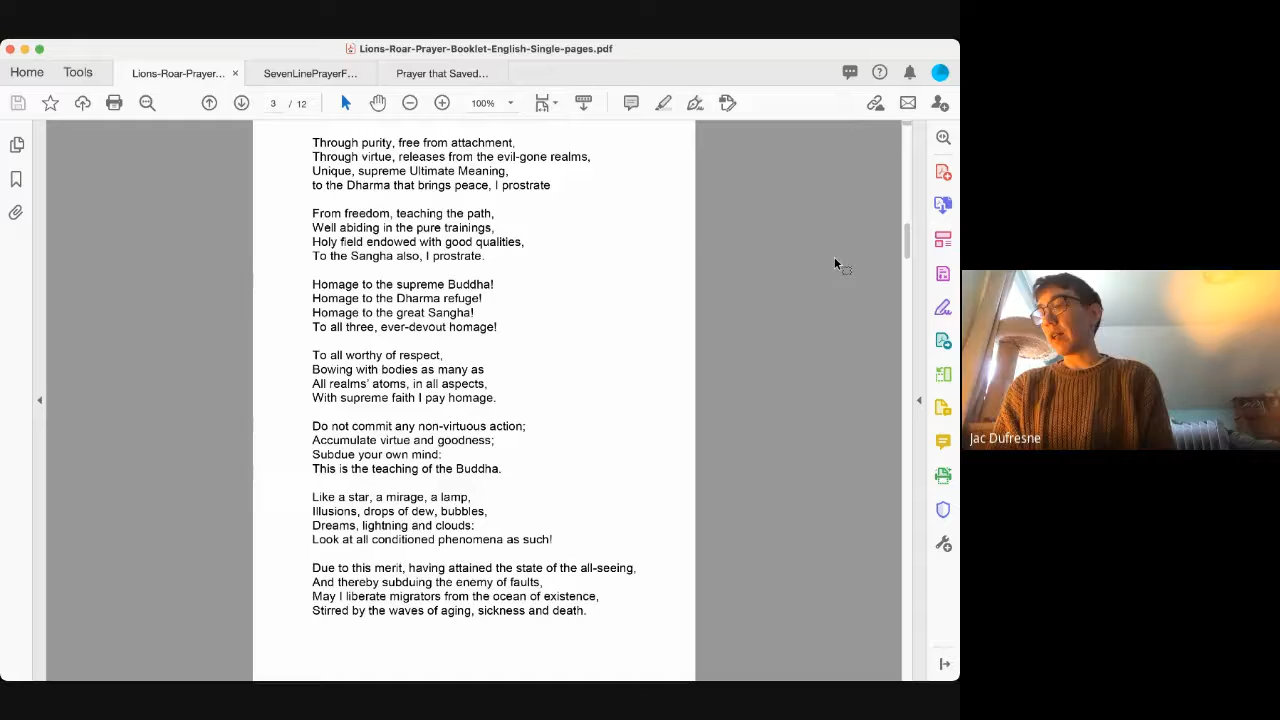 Lions-Roar-Prayer-Booklet-English-Single-pages.pdf
Home
Tools
Lions-Roar-Prayer... ×
SevenLinePrayerF...
Prayer that Saved...
3 / 12
100%
Through purity, free from attachment,
Through virtue, releases from the evil-gone realms,
Unique, supreme Ultimate Meaning,
to the Dharma that brings peace, I prostrate
From freedom, teaching the path,
Well abiding in the pure trainings,
Holy field endowed with good qualities,
To the Sangha also, I prostrate.
Homage to the supreme Buddha!
Homage to the Dharma refuge!
Homage to the great Sangha!
To all three, ever-devout homage!
To all worthy of respect,
Bowing with bodies as many as
All realms' atoms, in all aspects,
With supreme faith I pay homage.
Do not commit any non-virtuous action;
Accumulate virtue and goodness;
Subdue your own mind:
This is the teaching of the Buddha.
Like a star, a mirage, a lamp,
Illusions, drops of dew, bubbles,
Dreams, lightning and clouds:
Look at all conditioned phenomena as such!
Due to this merit, having attained the state of the all-seeing,
And thereby subduing the enemy of faults,
May I liberate migrators from the ocean of existence,
Stirred by the waves of aging, sickness and death.
Jac Dufresne